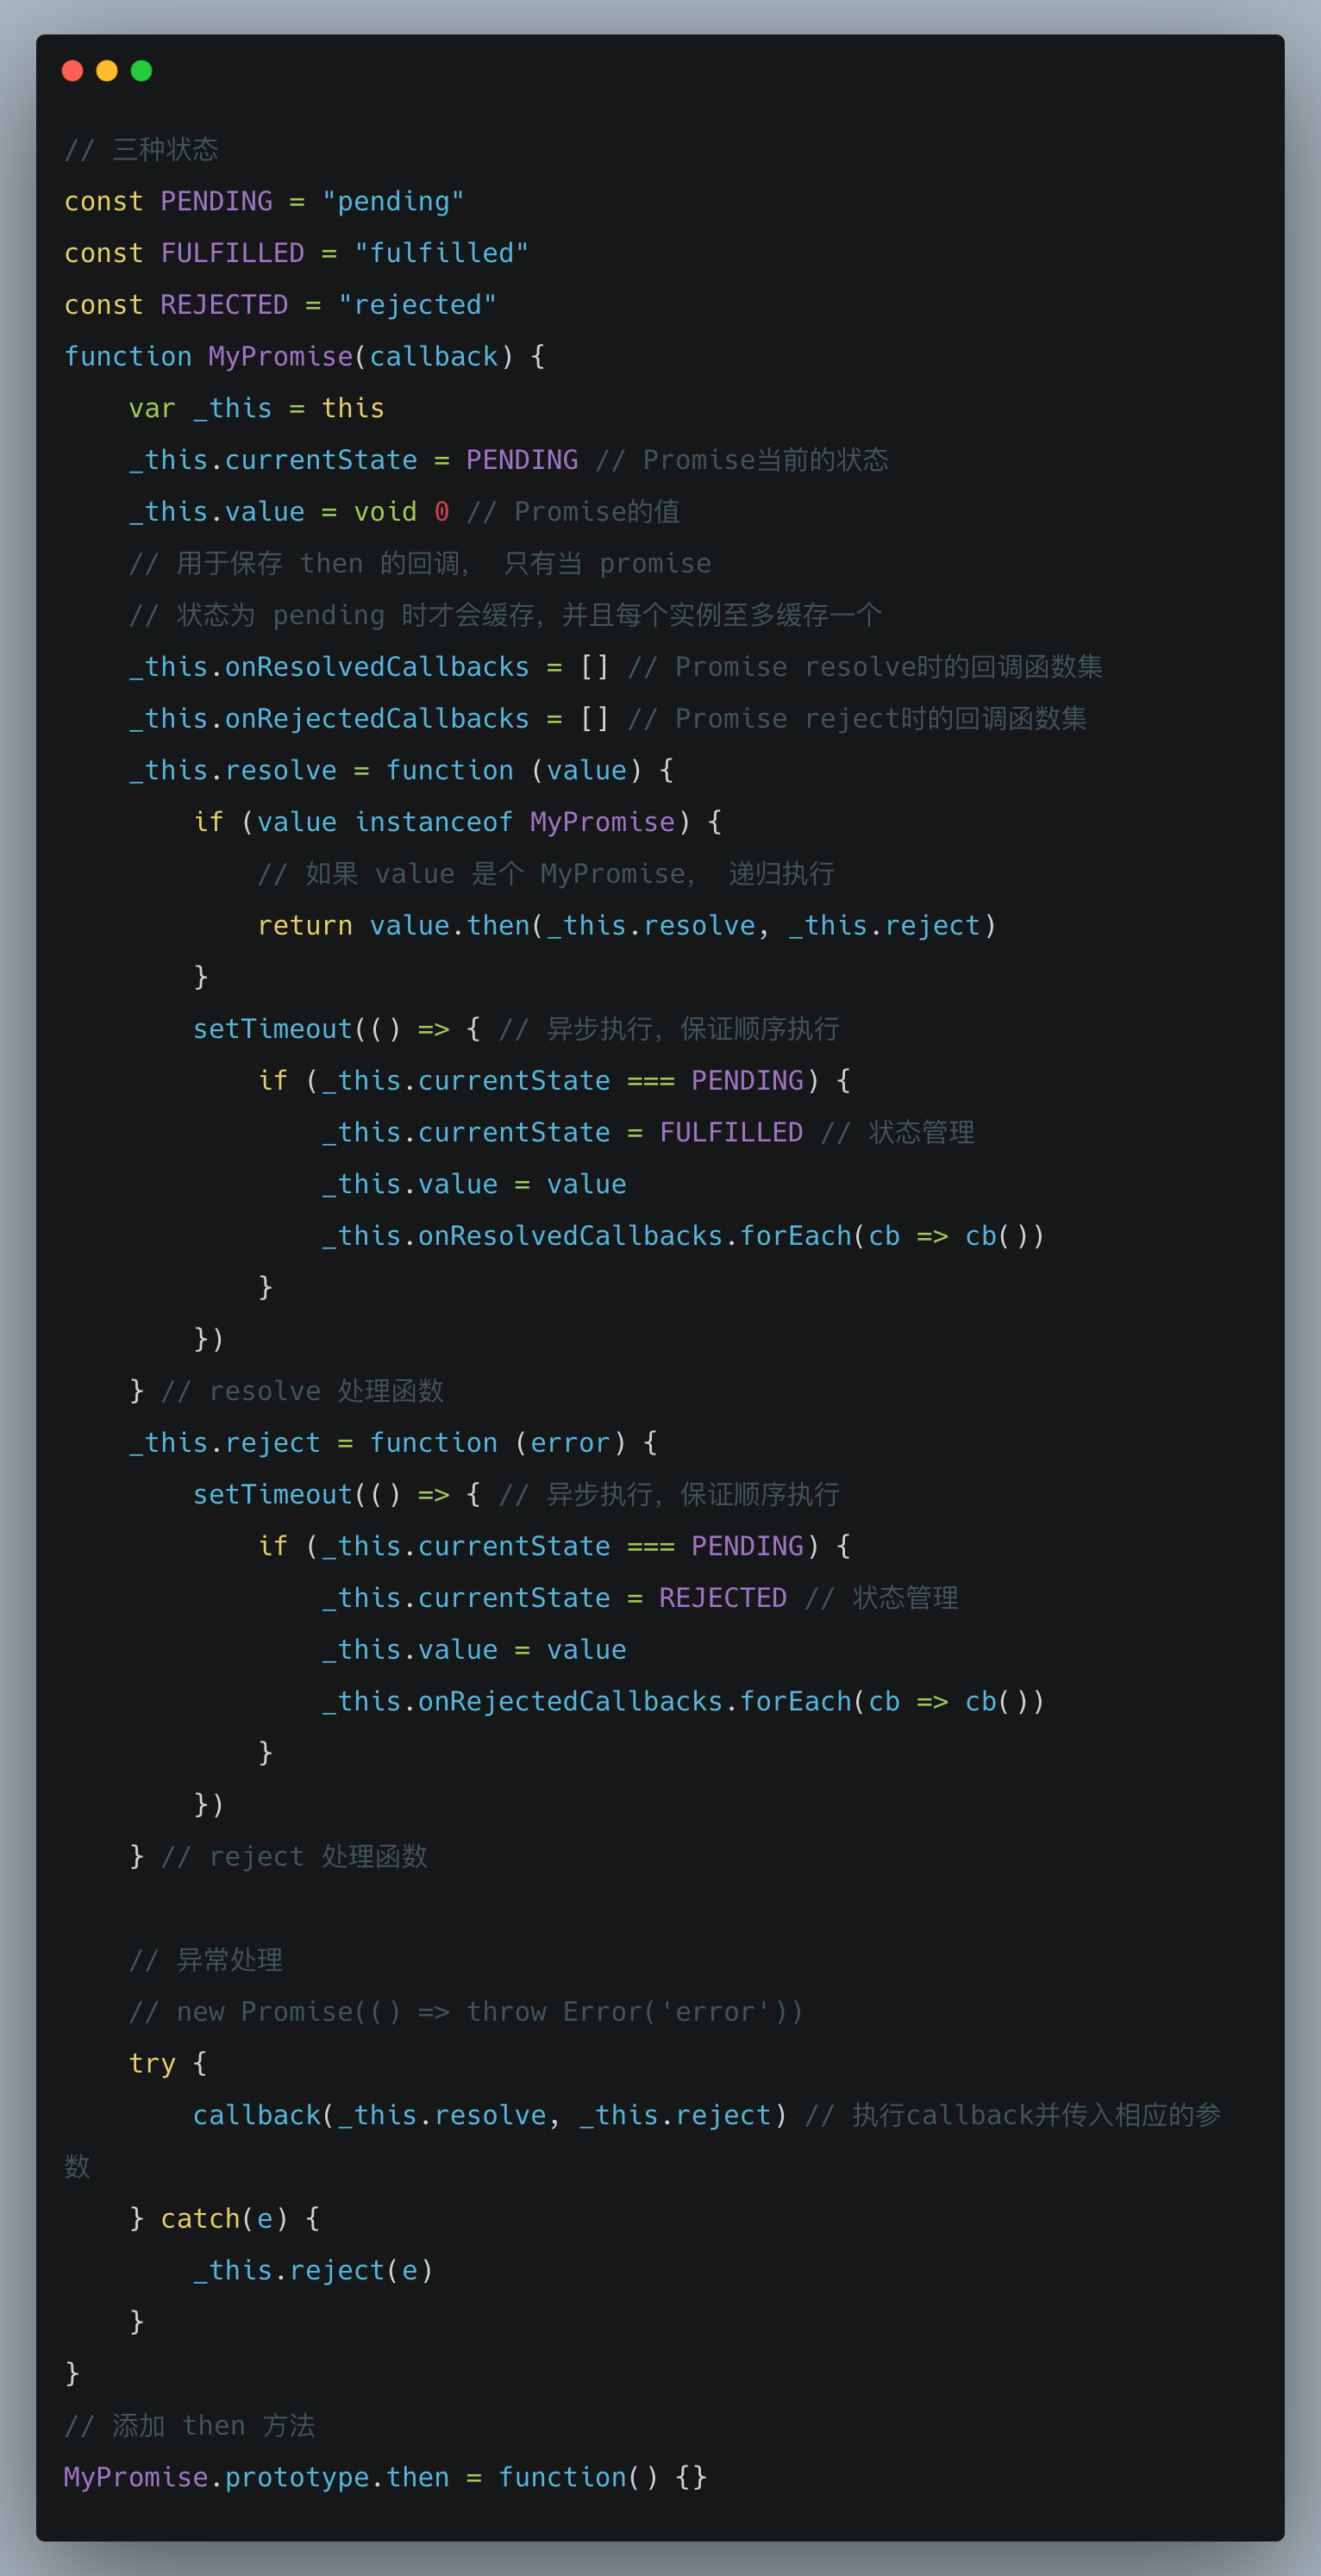 // 三种状态
const PENDING = "pending"
const FULFILLED = "fulfilled"
const REJECTED = "rejected"
function MyPromise(callback) {
    var _this = this
    _this.currentState = PENDING // Promise当前的状态
    _this.value = void 0 // Promise的值
    // 用于保存 then 的回调， 只有当 promise
    // 状态为 pending 时才会缓存，并且每个实例至多缓存一个
    _this.onResolvedCallbacks = [] // Promise resolve时的回调函数集
    _this.onRejectedCallbacks = [] // Promise reject时的回调函数集
    _this.resolve = function (value) {
        if (value instanceof MyPromise) {
            // 如果 value 是个 MyPromise， 递归执行
            return value.then(_this.resolve, _this.reject)
        }
        setTimeout(() => { // 异步执行，保证顺序执行
            if (_this.currentState === PENDING) {
                _this.currentState = FULFILLED // 状态管理
                _this.value = value
                _this.onResolvedCallbacks.forEach(cb => cb())
            }
        })
    } // resolve 处理函数
    _this.reject = function (error) {
        setTimeout(() => { // 异步执行，保证顺序执行
            if (_this.currentState === PENDING) {
                _this.currentState = REJECTED // 状态管理
                _this.value = value
                _this.onRejectedCallbacks.forEach(cb => cb())
            }
        })
    } // reject 处理函数

    // 异常处理
    // new Promise(() => throw Error('error'))
    try {
        callback(_this.resolve, _this.reject) // 执行callback并传入相应的参
数
    } catch(e) {
        _this.reject(e)
    }
}
// 添加 then 方法
MyPromise.prototype.then = function() {}